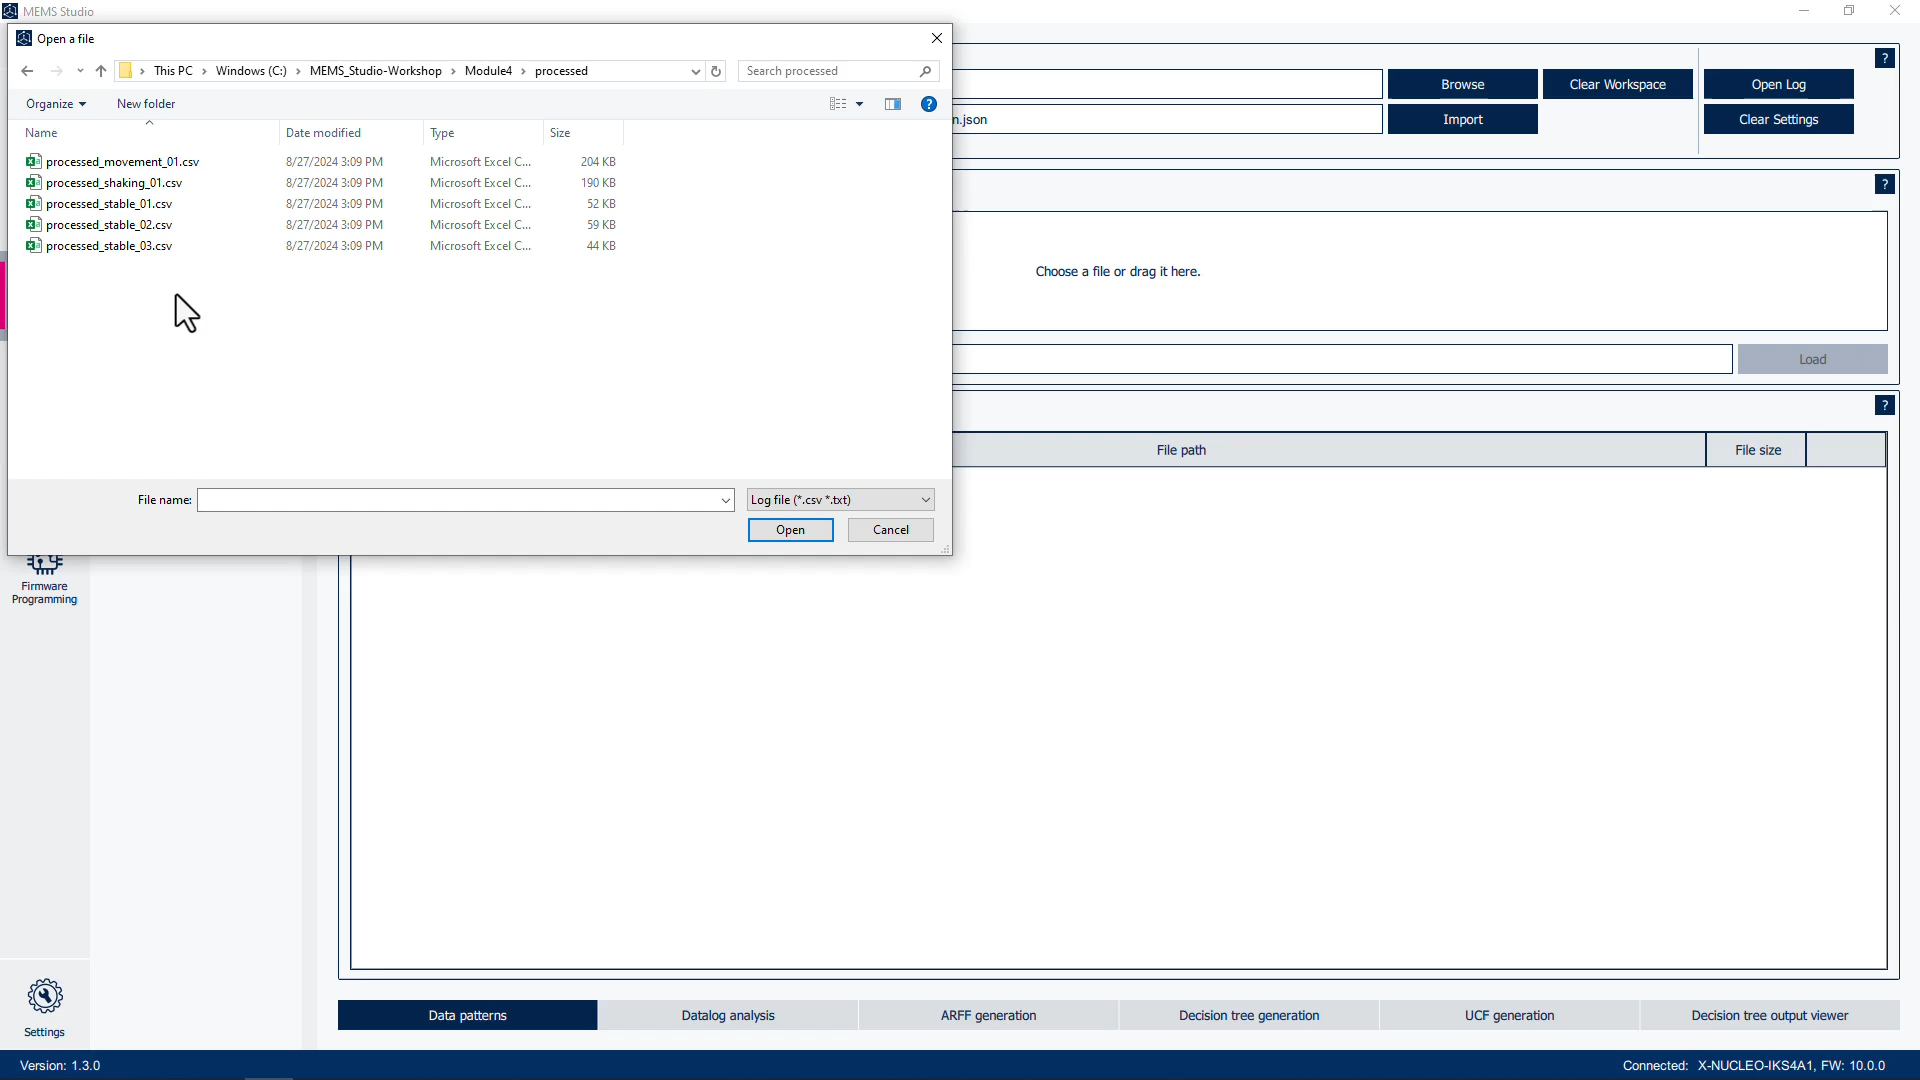 MEMS Studio
Open a file
This PC > Windows (C:) > MEMS_Studio-Workshop > Module4 > processed
Search processed
Organize
New folder
Name Date modified Type Size
processed_movement_01.csv 8/27/2024 3:09 PM Microsoft Excel C... 204 KB
processed_shaking_01.csv 8/27/2024 3:09 PM Microsoft Excel C... 190 KB
processed_stable_01.csv 8/27/2024 3:09 PM Microsoft Excel C... 52 KB
processed_stable_02.csv 8/27/2024 3:09 PM Microsoft Excel C... 59 KB
processed_stable_03.csv 8/27/2024 3:09 PM Microsoft Excel C... 44 KB
File name:
Log file (*.csv *.txt)
Open Cancel
?
Browse Clear Workspace Open Log
n.json Import Clear Settings
?
Choose a file or drag it here.
Load
?
File path File size
Firmware
Programming
Settings
Data patterns Datalog analysis ARFF generation Decision tree generation UCF generation Decision tree output viewer
Version: 1.3.0
Connected: X-NUCLEO-IKS4A1, FW: 10.0.0